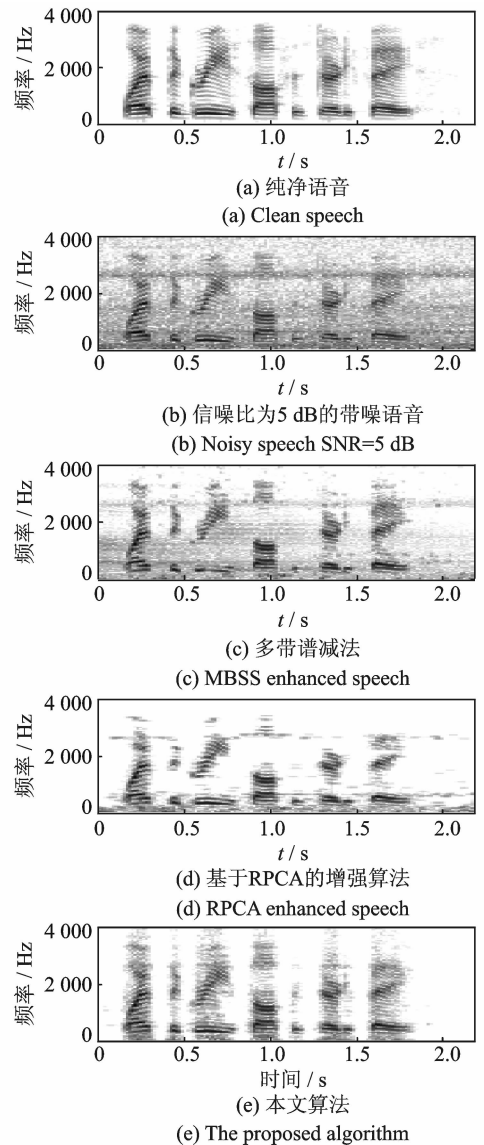 4 000
频率 / Hz
2 000
0
0 0.5 1.0 1.5 2.0
t / s
(a) 纯净语音
(a) Clean speech
4 000
频率 / Hz
2 000
0
0 0.5 1.0 1.5 2.0
t / s
(b) 信噪比为5 dB的带噪语音
(b) Noisy speech SNR=5 dB
4 000
频率 / Hz
2 000
0
0 0.5 1.0 1.5 2.0
t / s
(c) 多带谱减法
(c) MBSS enhanced speech
4 000
频率 / Hz
2 000
0
0 0.5 1.0 1.5 2.0
t / s
(d) 基于RPCA的增强算法
(d) RPCA enhanced speech
4 000
频率 / Hz
2 000
0
0 0.5 1.0 1.5 2.0
时间 / s
(e) 本文算法
(e) The proposed algorithm